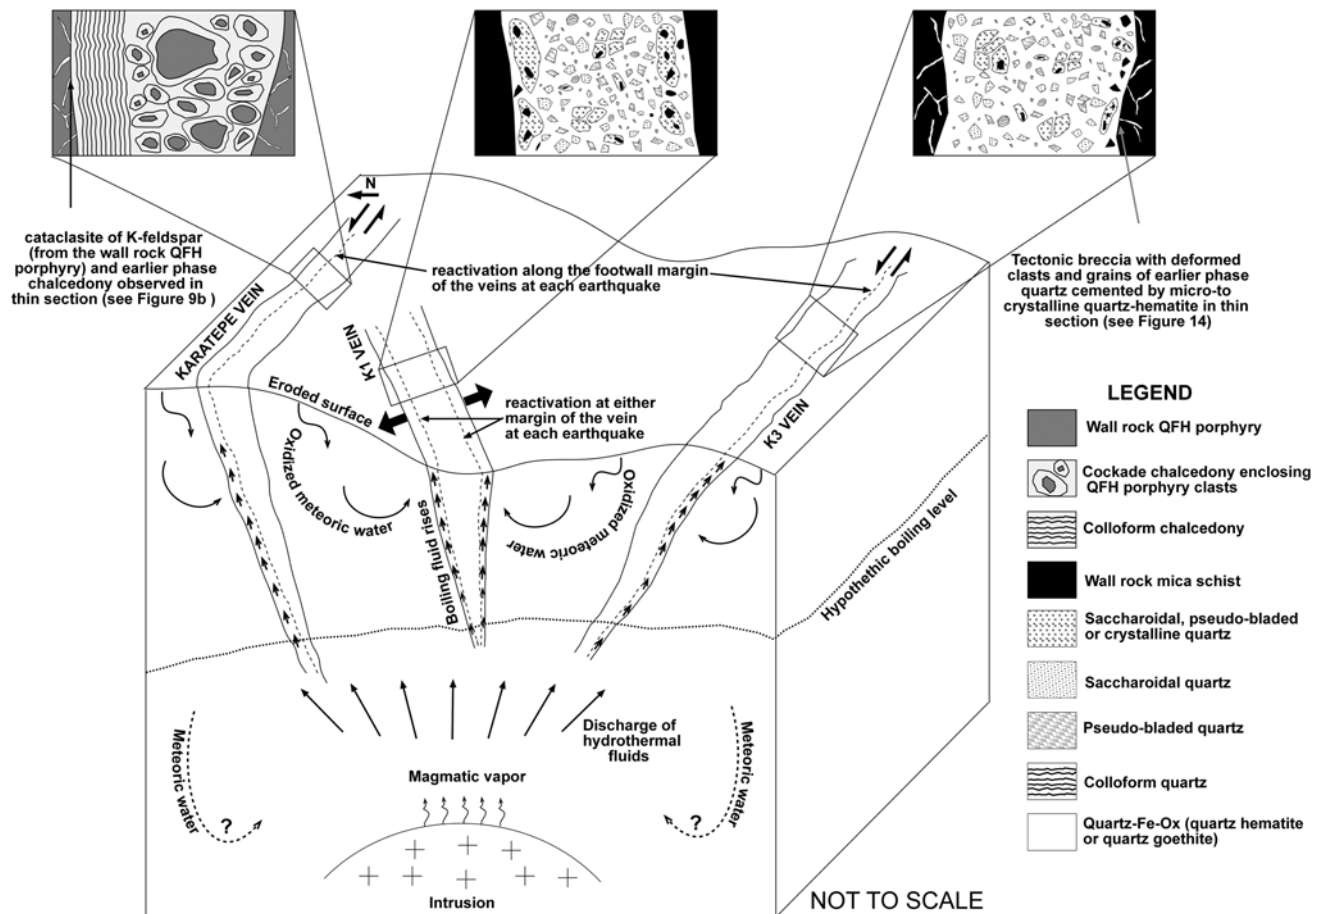 N
cataclasite of K-feldspar
(from the wall rock QFH
porphyry) and earlier phase
chalcedony observed in
thin section (see Figure 9b )
reactivation along the footwall margin
of the veins at each earthquake
Tectonic breccia with deformed
clasts and grains of earlier phase
quartz cemented by micro-to
crystalline quartz-hematite in thin
section (see Figure 14)
KARATEPE VEIN
K1 VEIN
K3 VEIN
Eroded surface
reactivation at either
margin of the vein
at each earthquake
Oxidized meteoric water
Boiling fluid rises
Oxidized meteoric water
Hypothethic boiling level
Discharge of
hydrothermal
fluids
Meteoric water
?
Magmatic vapor
Meteoric water
?
Intrusion
NOT TO SCALE
LEGEND
Wall rock QFH porphyry
Cockade chalcedony enclosing
QFH porphyry clasts
Colloform chalcedony
Wall rock mica schist
Saccharoidal, pseudo-bladed
or crystalline quartz
Saccharoidal quartz
Pseudo-bladed quartz
Colloform quartz
Quartz-Fe-Ox (quartz hematite
or quartz goethite)